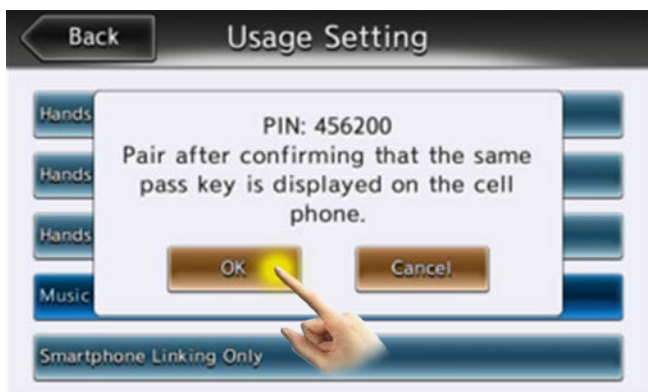 Back
Usage Setting
Hands
PIN: 456200
Pair after confirming that the same
Hands
pass key is displayed on the cell
phone.
Hands
OK
Cancel
Music
Smartphone Linking Only